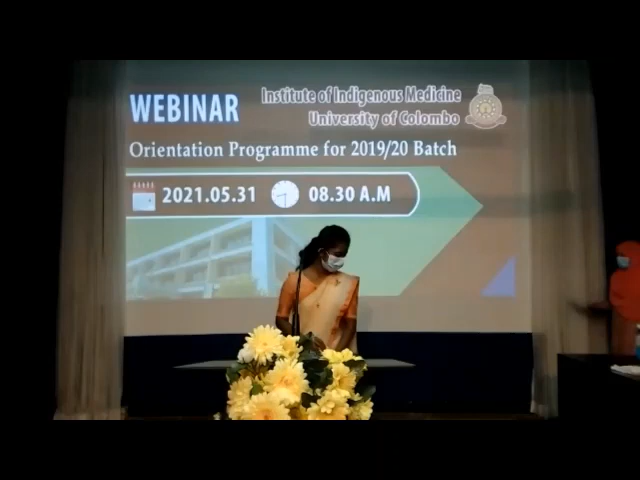 WEBINAR
Institute of Indigenous Medicine
University of Colombo
Orientation Programme for 2019/20 Batch
2021.05.31 08.30 A.M